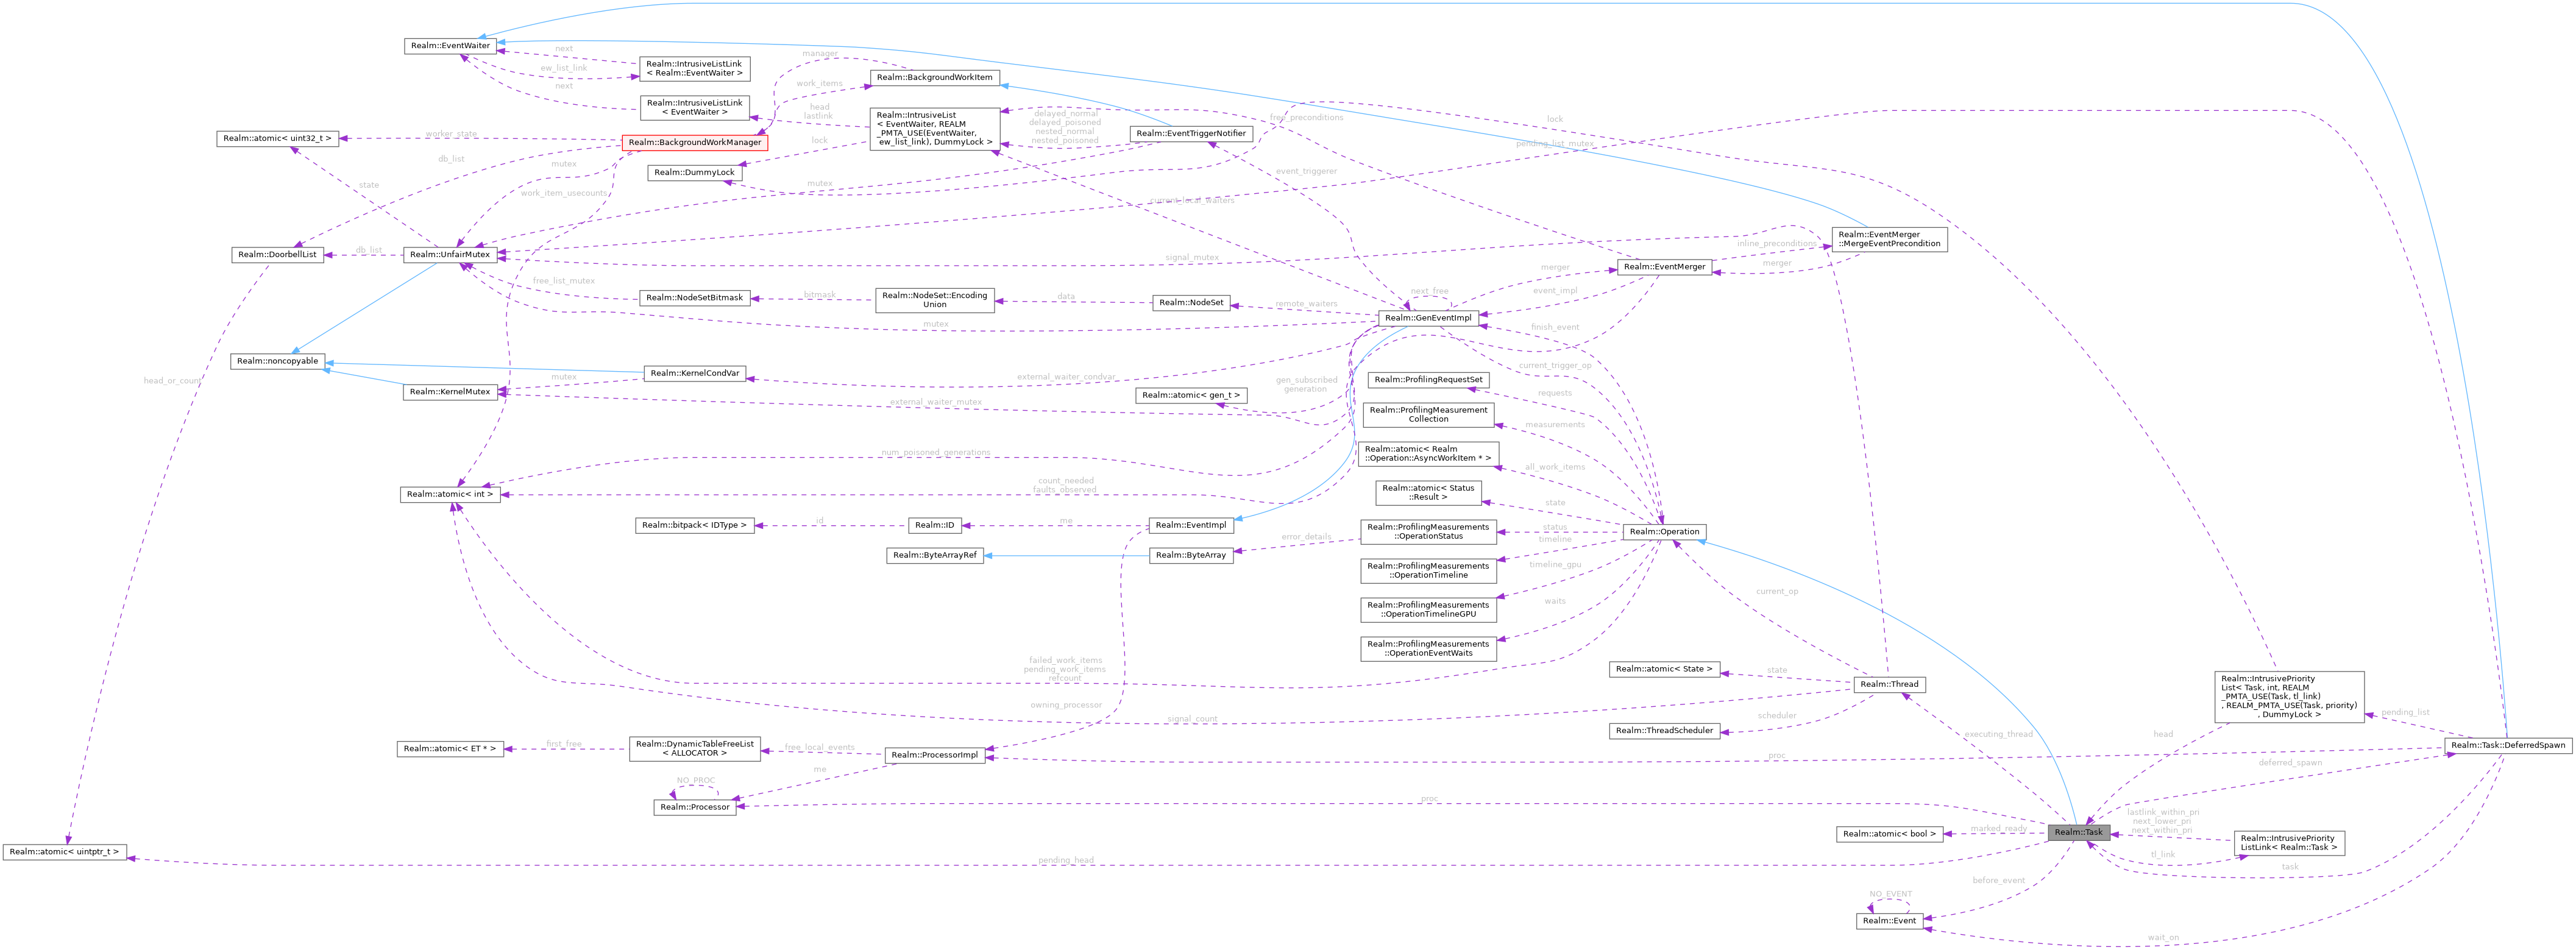 Realm::EventWaiter
next
ew_list_link
next
Realm::IntrusiveListLink
< Realm::EventWaiter >
Realm::IntrusiveListLink
< EventWaiter >
manager
work_items
head
lastlink
lock
Realm::BackgroundWorkItem
Realm::IntrusiveList
< EventWaiter, REALM
_PMTA_USE(EventWaiter,
ew_list_link), DummyLock >
delayed_normal
delayed_poisoned
nested_normal
nested_poisoned
Realm::EventTriggerNotifier
free_preconditions
lock
pending_list_mutex
Realm::atomic< uint32_t >
worker_state
Realm::BackgroundWorkManager
db_list
mutex
Realm::DummyLock
state
work_item_usecounts
mutex
event_triggerer
current_local_waiters
Realm::DoorbellList
db_list
Realm::UnfairMutex
signal_mutex
inline_preconditions
merger
Realm::EventMerger
::MergeEventPrecondition
merger
Realm::EventMerger
free_list_mutex
Realm::NodeSetBitmask
bitmask
Realm::NodeSet::Encoding
Union
data
Realm::NodeSet
remote_waiters
next_free
event_impl
Realm::GenEventImpl
mutex
finish_event
Realm::noncopyable
head_or_count
Realm::KernelMutex
mutex
Realm::KernelCondVar
external_waiter_condvar
external_waiter_mutex
Realm::atomic< gen_t >
gen_subscribed
generation
current_trigger_op
Realm::ProfilingRequestSet
requests
Realm::ProfilingMeasurement
Collection
measurements
Realm::atomic< Realm
::Operation::AsyncWorkItem * >
all_work_items
num_poisoned_generations
count_needed
faults_observed
Realm::atomic< int >
Realm::atomic< Status
::Result >
state
Realm::bitpack< IDType >
id
Realm::ID
me
Realm::EventImpl
Realm::ProfilingMeasurements
::OperationStatus
status
Realm::Operation
error_details
Realm::ByteArrayRef
Realm::ByteArray
timeline
Realm::ProfilingMeasurements
::OperationTimeline
timeline_gpu
Realm::ProfilingMeasurements
::OperationTimelineGPU
waits
Realm::ProfilingMeasurements
::OperationEventWaits
current_op
failed_work_items
pending_work_items
refcount
owning_processor
signal_count
Realm::atomic< State >
state
Realm::Thread
scheduler
Realm::ThreadScheduler
executing_thread
Realm::IntrusivePriority
List< Task, int, REALM
_PMTA_USE(Task, tl_link)
, REALM_PMTA_USE(Task, priority)
, DummyLock >
pending_list
head
Realm::Task::DeferredSpawn
deferred_spawn
Realm::atomic< ET * >
first_free
Realm::DynamicTableFreeList
< ALLOCATOR >
free_local_events
Realm::ProcessorImpl
proc
me
NO_PROC
Realm::Processor
proc
Realm::atomic< bool >
marked_ready
Realm::Task
lastlink_within_pri
next_lower_pri
next_within_pri
tl_link
Realm::IntrusivePriority
ListLink< Realm::Task >
task
Realm::atomic< uintptr_t >
pending_head
before_event
NO_EVENT
Realm::Event
wait_on